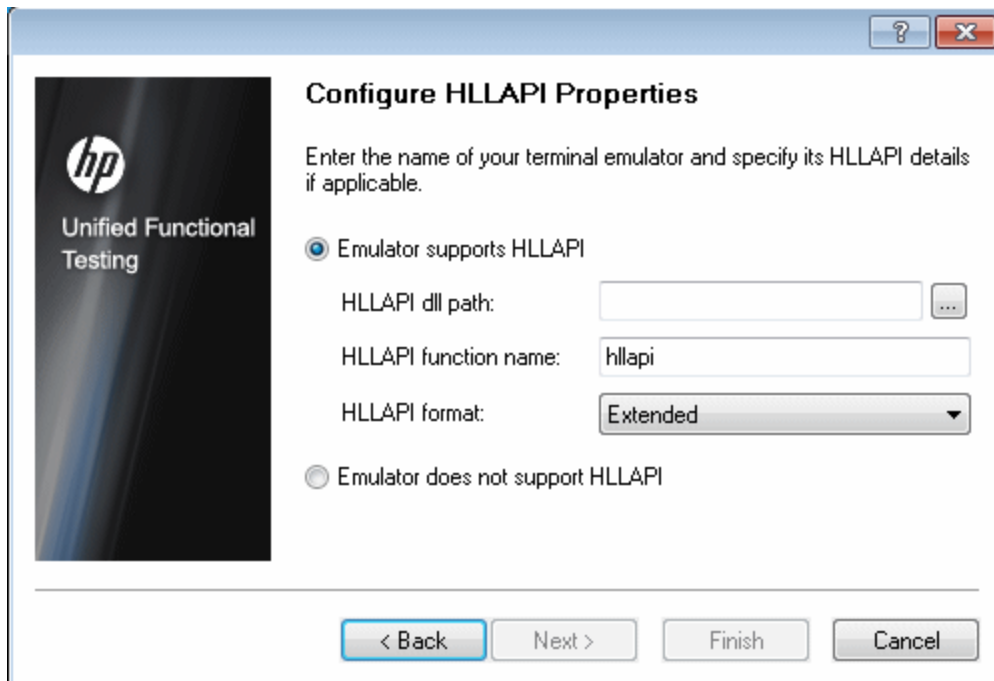 ?
hp
Unified Functional
Testing
Configure HLLAPI Properties
Enter the name of your terminal emulator and specify its HLLAPI details
if applicable.
Emulator supports HLLAPI
HLLAPI dll path:
...
HLLAPI function name:
hllapi
HLLAPI format:
Extended
Emulator does not support HLLAPI
< Back
Next >
Finish
Cancel